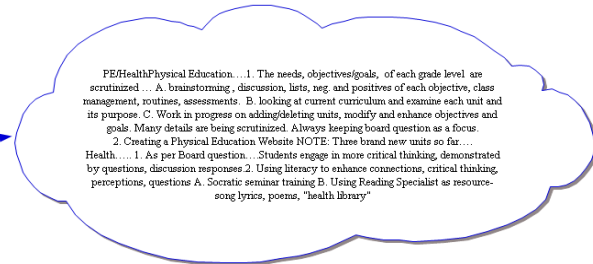 PE/HealthPhysical Education....1. The needs, objectives/goals, of each grade level are
scrutinized ... A. brainstorming , discussion, lists, neg. and positives of each objective, class
management, routines, assessments. B. looking at current curriculum and examine each unit and
its purpose. C. Work in progress on adding/deleting units, modify and enhance objectives and
goals. Many details are being scrutinized. Always keeping board question as a focus.
2. Creating a Physical Education Website NOTE: Three brand new units so far....
Health..... 1. As per Board question....Students engage in more critical thinking, demonstrated
by questions, discussion responses.2. Using literacy to enhance connections, critical thinking,
perceptions, questions A. Socratic seminar training B. Using Reading Specialist as resource-
song lyrics, poems, "health library"